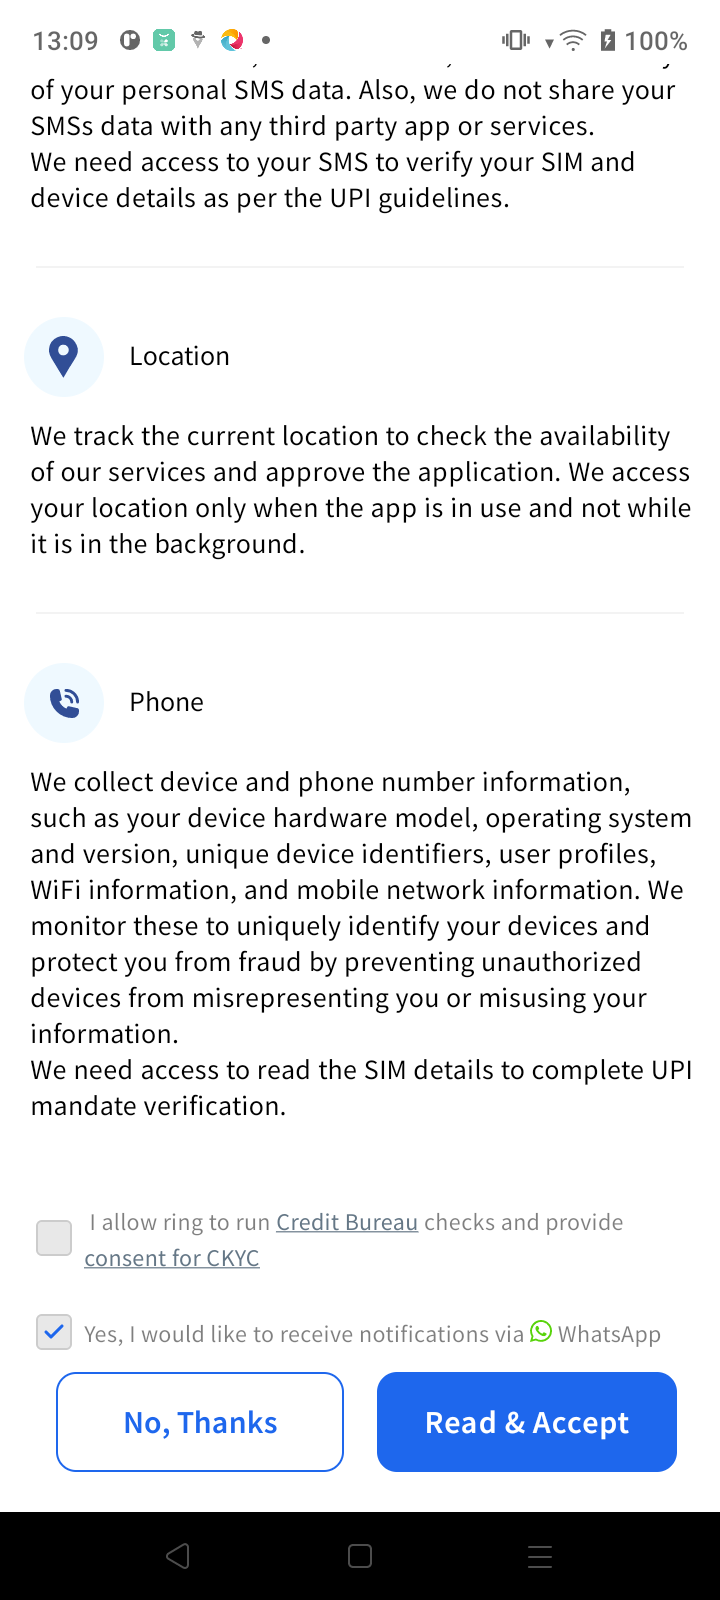 13:09
100%
of your personal SMS data. Also, we do not share your
SMSs data with any third party app or services.
We need access to your SMS to verify your SIM and
device details as per the UPI guidelines.
Location
We track the current location to check the availability
of our services and approve the application. We access
your location only when the app is in use and not while
it is in the background.
Phone
We collect device and phone number information,
such as your device hardware model, operating system
and version, unique device identifiers, user profiles,
WiFi information, and mobile network information. We
monitor these to uniquely identify your devices and
protect you from fraud by preventing unauthorized
devices from misrepresenting you or misusing your
information.
We need access to read the SIM details to complete UPI
mandate verification.
I allow ring to run Credit Bureau checks and provide
consent for CKYC
Yes, I would like to receive notifications via WhatsApp
No, Thanks
Read & Accept